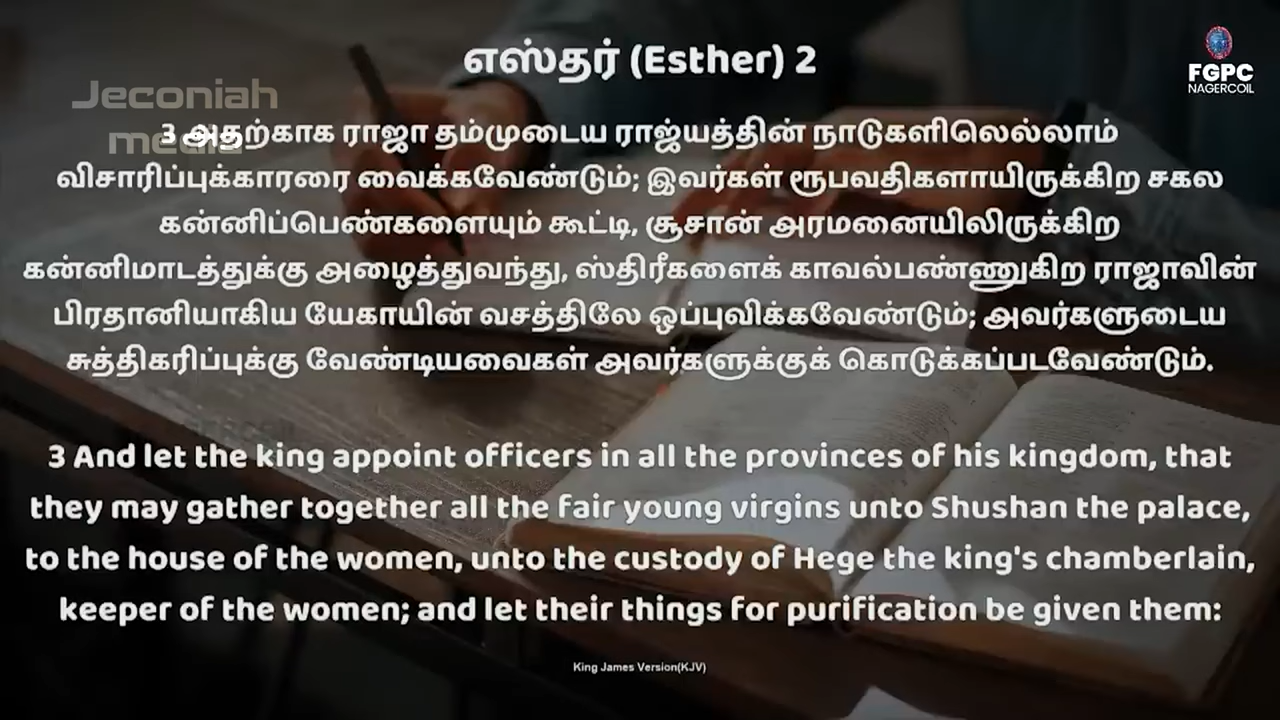 எஸ்தர் (Esther) 2
FGPC
NAGERCOIL
Jeconiah
media
3 அதற்காக ராஜா தம்முடைய ராஜ்யத்தின் நாடுகளிலெல்லாம்
விசாரிப்புக்காரரை வைக்கவேண்டும்; இவர்கள் ரூபவதிகளாயிருக்கிற சகல
கன்னிப்பெண்களையும் கூட்டி, சூசான் அரமனையிலிருக்கிற
கன்னிமாடத்துக்கு அழைத்துவந்து, ஸ்திரீகளைக் காவல்பண்ணுகிற ராஜாவின்
பிரதானியாகிய யேகாயின் வசத்திலே ஒப்புவிக்கவேண்டும்; அவர்களுடைய
சுத்திகரிப்புக்கு வேண்டியவைகள் அவர்களுக்குக் கொடுக்கப்படவேண்டும்.
3 And let the king appoint officers in all the provinces of his kingdom, that
they may gather together all the fair young virgins unto Shushan the palace,
to the house of the women, unto the custody of Hege the king's chamberlain,
keeper of the women; and let their things for purification be given them:
King James Version(KJV)